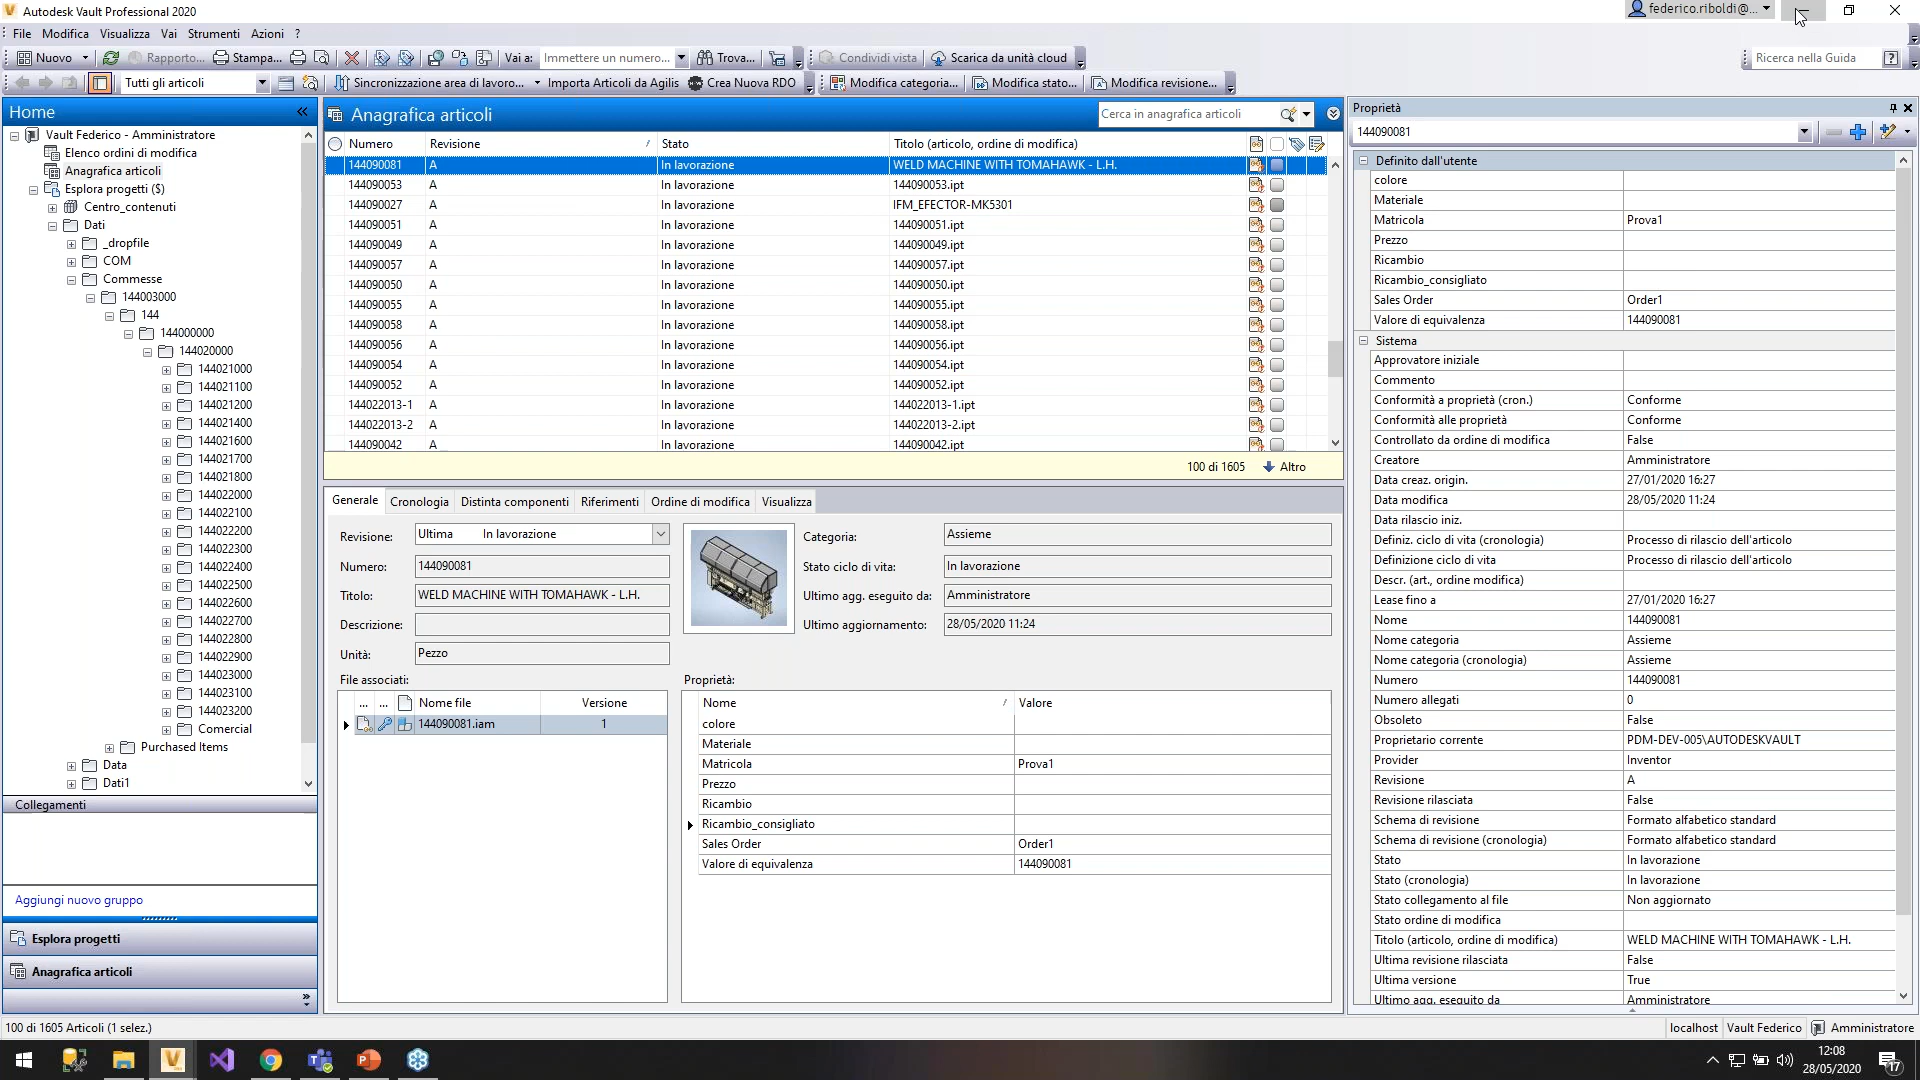 Autodesk Vault Professional 2020
federico.riboldi@...
File Modifica Visualizza Vai Strumenti Azioni ?
Nuovo Rapporto... Stampa... Vai a: Immettere un numero... Trova... Condividi vista Scarica da unità cloud Ricerca nella Guida
Tutti gli articoli Sincronizzazione area di lavoro... Importa Articoli da Agilis Crea Nuova RDO Modifica categoria... Modifica stato... Modifica revisione...
Home
Vault Federico - Amministratore
Elenco ordini di modifica
Anagrafica articoli
Esplora progetti ($)
Centro_contenuti
Dati
_dropfile
COM
Commesse
144003000
144
144000000
144020000
144021000
144021100
144021200
144021400
144021600
144021700
144021800
144022000
144022100
144022200
144022300
144022400
144022500
144022600
144022700
144022800
144022900
144023000
144023100
144023200
Comercial
Purchased Items
Data
Dati1
Collegamenti
Aggiungi nuovo gruppo
Esplora progetti
Anagrafica articoli
Anagrafica articoli
Cerca in anagrafica articoli
Numero Revisione Stato Titolo (articolo, ordine di modifica)
144090081 A In lavorazione WELD MACHINE WITH TOMAHAWK - L.H.
144090053 A In lavorazione 144090053.ipt
144090027 A In lavorazione IFM_EFECTOR-MK5301
144090051 A In lavorazione 144090051.ipt
144090049 A In lavorazione 144090049.ipt
144090057 A In lavorazione 144090057.ipt
144090050 A In lavorazione 144090050.ipt
144090055 A In lavorazione 144090055.ipt
144090058 A In lavorazione 144090058.ipt
144090056 A In lavorazione 144090056.ipt
144090054 A In lavorazione 144090054.ipt
144090052 A In lavorazione 144090052.ipt
144022013-1 A In lavorazione 144022013-1.ipt
144022013-2 A In lavorazione 144022013-2.ipt
144090042 A In lavorazione 144090042.ipt
100 di 1605 Altro
Generale Cronologia Distinta componenti Riferimenti Ordine di modifica Visualizza
Revisione: Ultima In lavorazione
Numero: 144090081
Titolo: WELD MACHINE WITH TOMAHAWK - L.H.
Descrizione:
Unità: Pezzo
Categoria: Assieme
Stato ciclo di vita: In lavorazione
Ultimo agg. eseguito da: Amministratore
Ultimo aggiornamento: 28/05/2020 11:24
File associati:
... ... Nome file Versione
144090081.iam 1
Proprietà:
Nome Valore
colore
Materiale
Matricola Prova1
Prezzo
Ricambio
Ricambio_consigliato
Sales Order Order1
Valore di equivalenza 144090081
Proprietà
144090081
Definito dall'utente
colore
Materiale
Matricola Prova1
Prezzo
Ricambio
Ricambio_consigliato
Sales Order Order1
Valore di equivalenza 144090081
Sistema
Approvatore iniziale
Commento
Conformità a proprietà (cron.) Conforme
Conformità alle proprietà Conforme
Controllato da ordine di modifica False
Creatore Amministratore
Data creaz. origin. 27/01/2020 16:27
Data modifica 28/05/2020 11:24
Data rilascio iniz.
Definiz. ciclo di vita (cronologia) Processo di rilascio dell'articolo
Definizione ciclo di vita Processo di rilascio dell'articolo
Descr. (art., ordine modifica)
Lease fino a 27/01/2020 16:27
Nome 144090081
Nome categoria Assieme
Nome categoria (cronologia) Assieme
Numero 144090081
Numero allegati 0
Obsoleto False
Proprietario corrente PDM-DEV-005\AUTODESKVAULT
Provider Inventor
Revisione A
Revisione rilasciata False
Schema di revisione Formato alfabetico standard
Schema di revisione (cronologia) Formato alfabetico standard
Stato In lavorazione
Stato (cronologia) In lavorazione
Stato collegamento al file Non aggiornato
Stato ordine di modifica
Titolo (articolo, ordine di modifica) WELD MACHINE WITH TOMAHAWK - L.H.
Ultima revisione rilasciata False
Ultima versione True
Ultimo agg. eseguito da Amministratore
100 di 1605 Articoli (1 selez.)
localhost Vault Federico Amministratore
12:08
28/05/2020
17